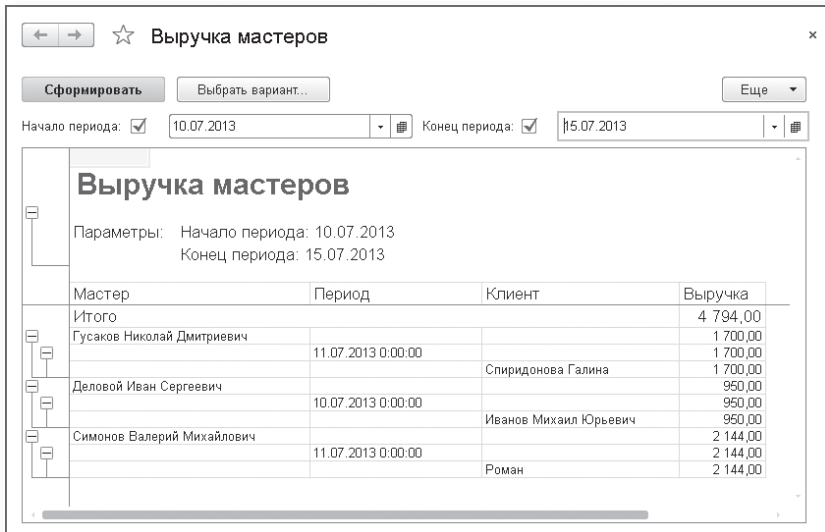 Выручка мастеров
Сформировать Выбрать вариант... Еще
Начало периода: 10.07.2013 Конец периода: 15.07.2013
Выручка мастеров
Параметры: Начало периода: 10.07.2013
Конец периода: 15.07.2013
Мастер Период Клиент Выручка
Итого 4 794,00
Гусаков Николай Дмитриевич 1 700,00
11.07.2013 0:00:00 1 700,00
Спиридонова Галина 1 700,00
Деловой Иван Сергеевич 950,00
10.07.2013 0:00:00 950,00
Иванов Михаил Юрьевич 950,00
Симонов Валерий Михайлович 2 144,00
11.07.2013 0:00:00 2 144,00
Роман 2 144,00